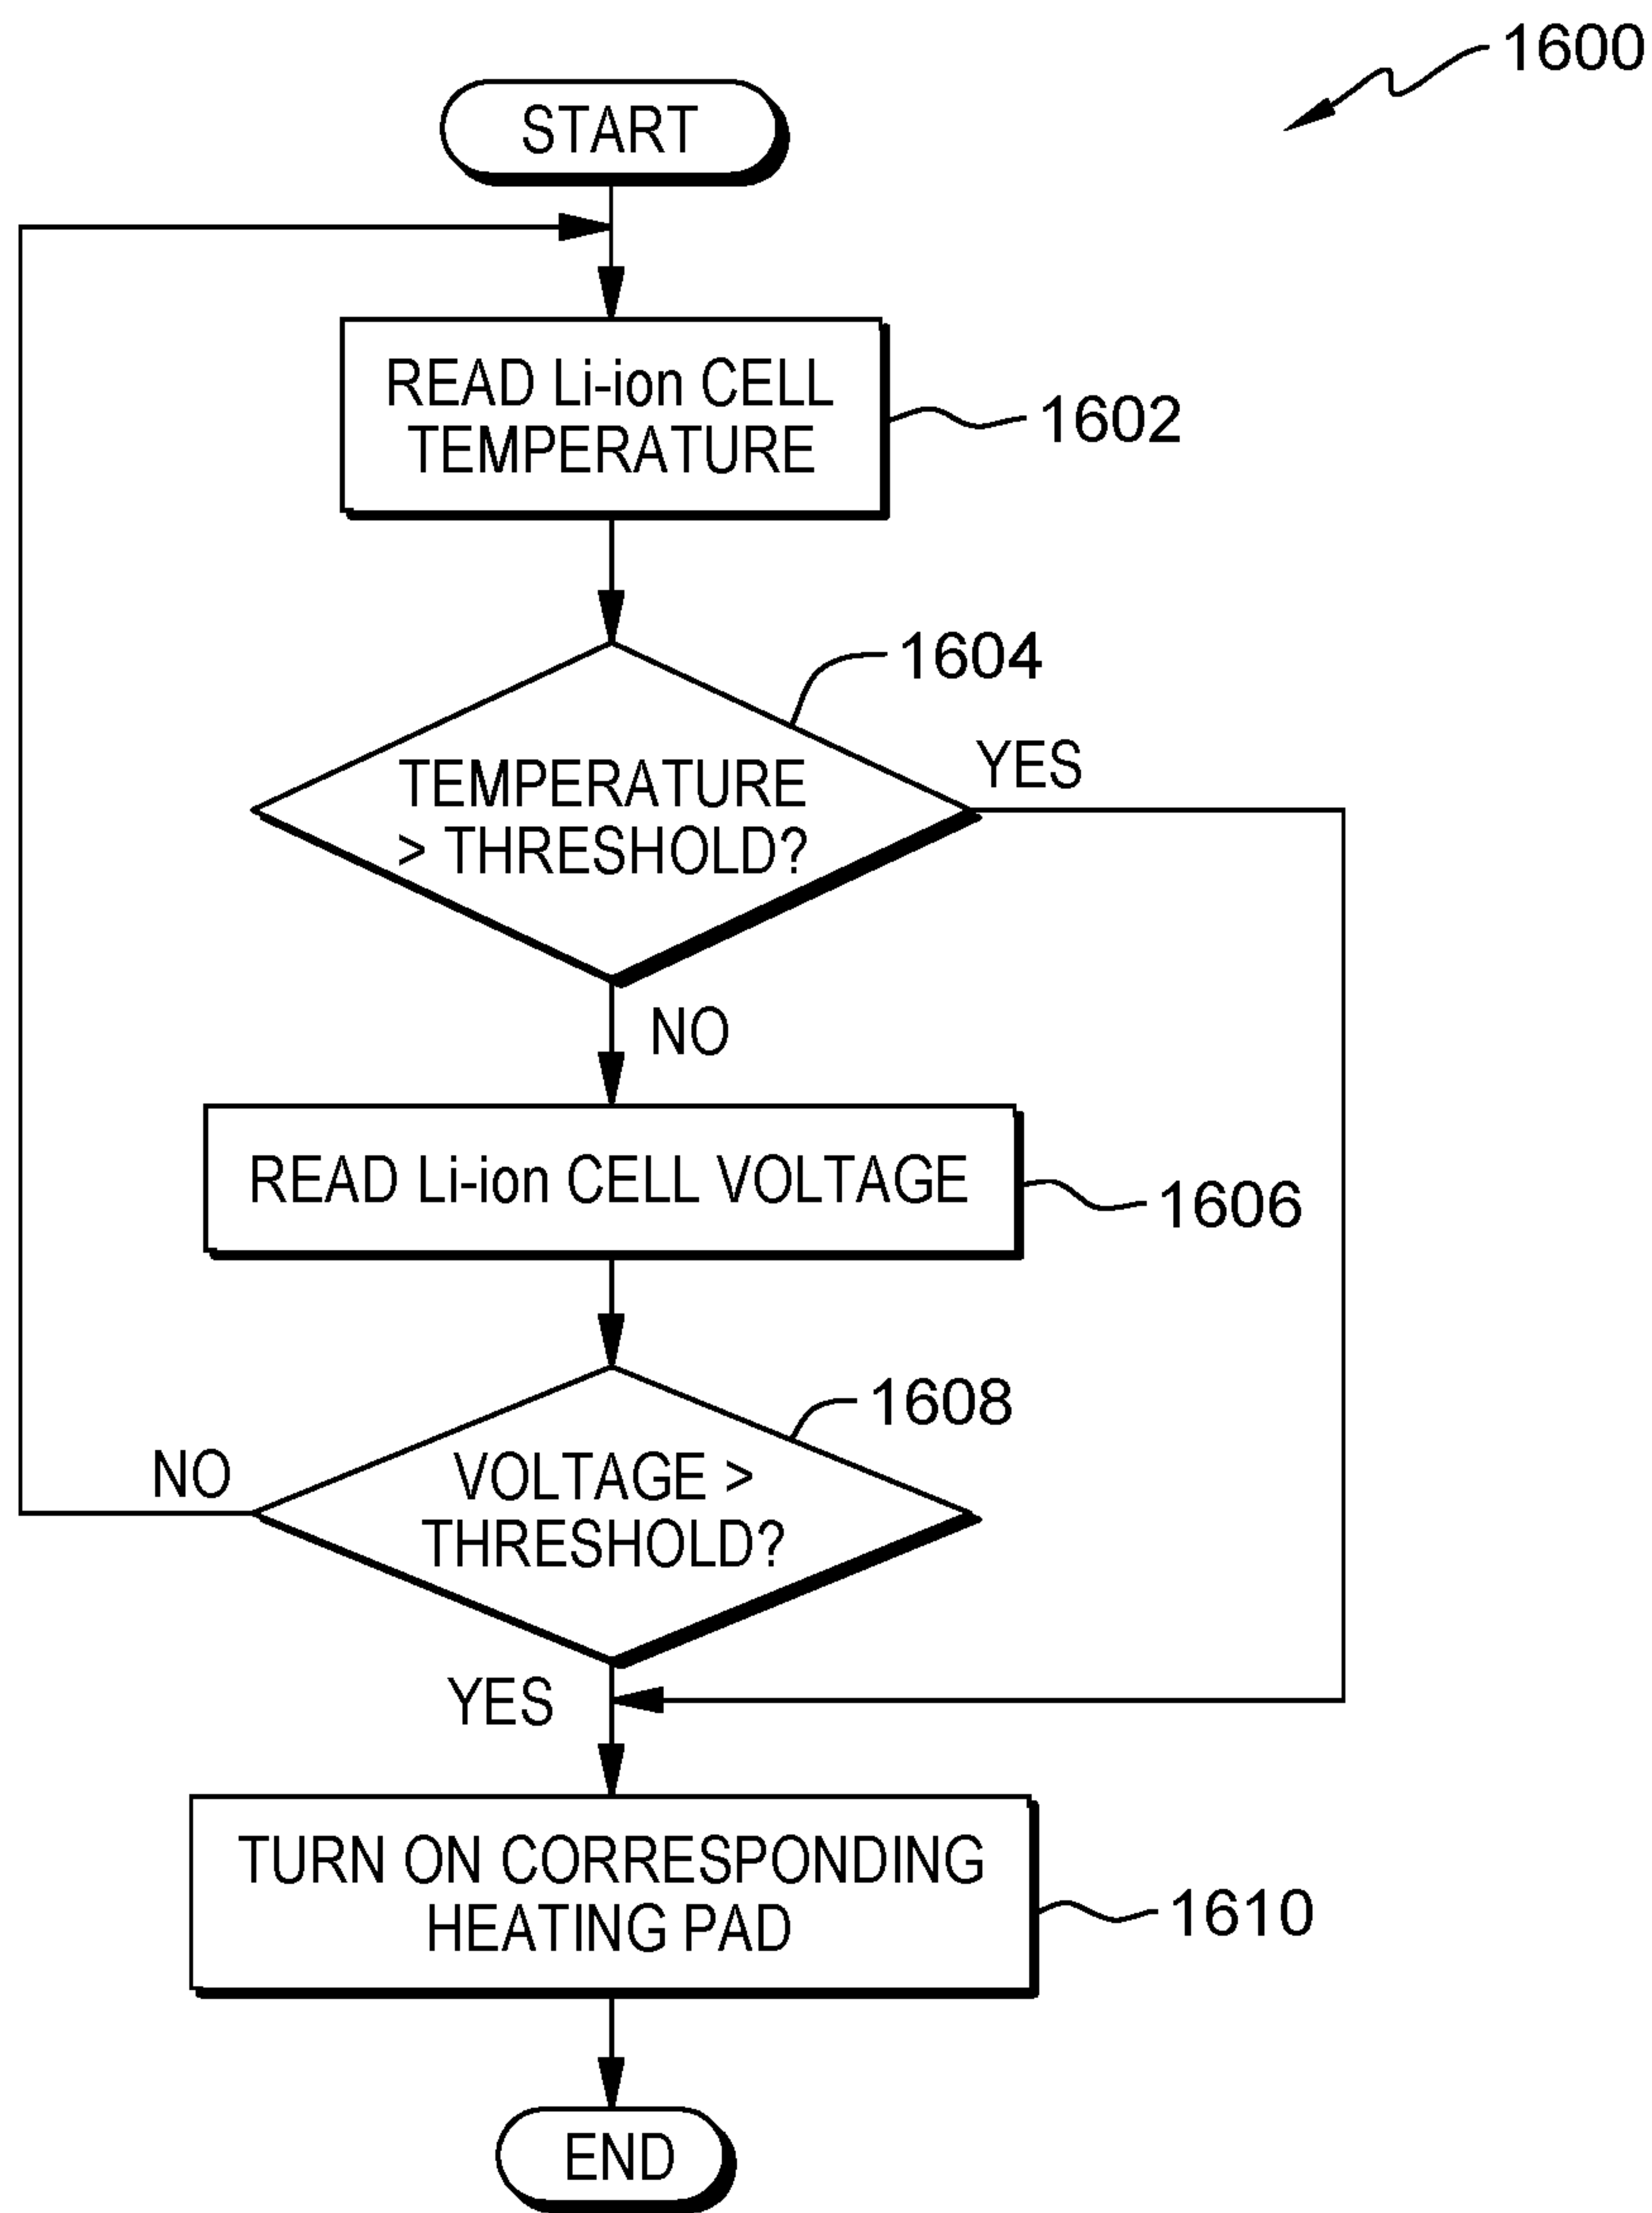 1600
START
READ Li-ion CELL
TEMPERATURE
1602
1604
TEMPERATURE
> THRESHOLD?
YES
NO
READ Li-ion CELL VOLTAGE
1606
1608
VOLTAGE >
THRESHOLD?
NO
YES
TURN ON CORRESPONDING
HEATING PAD
1610
END